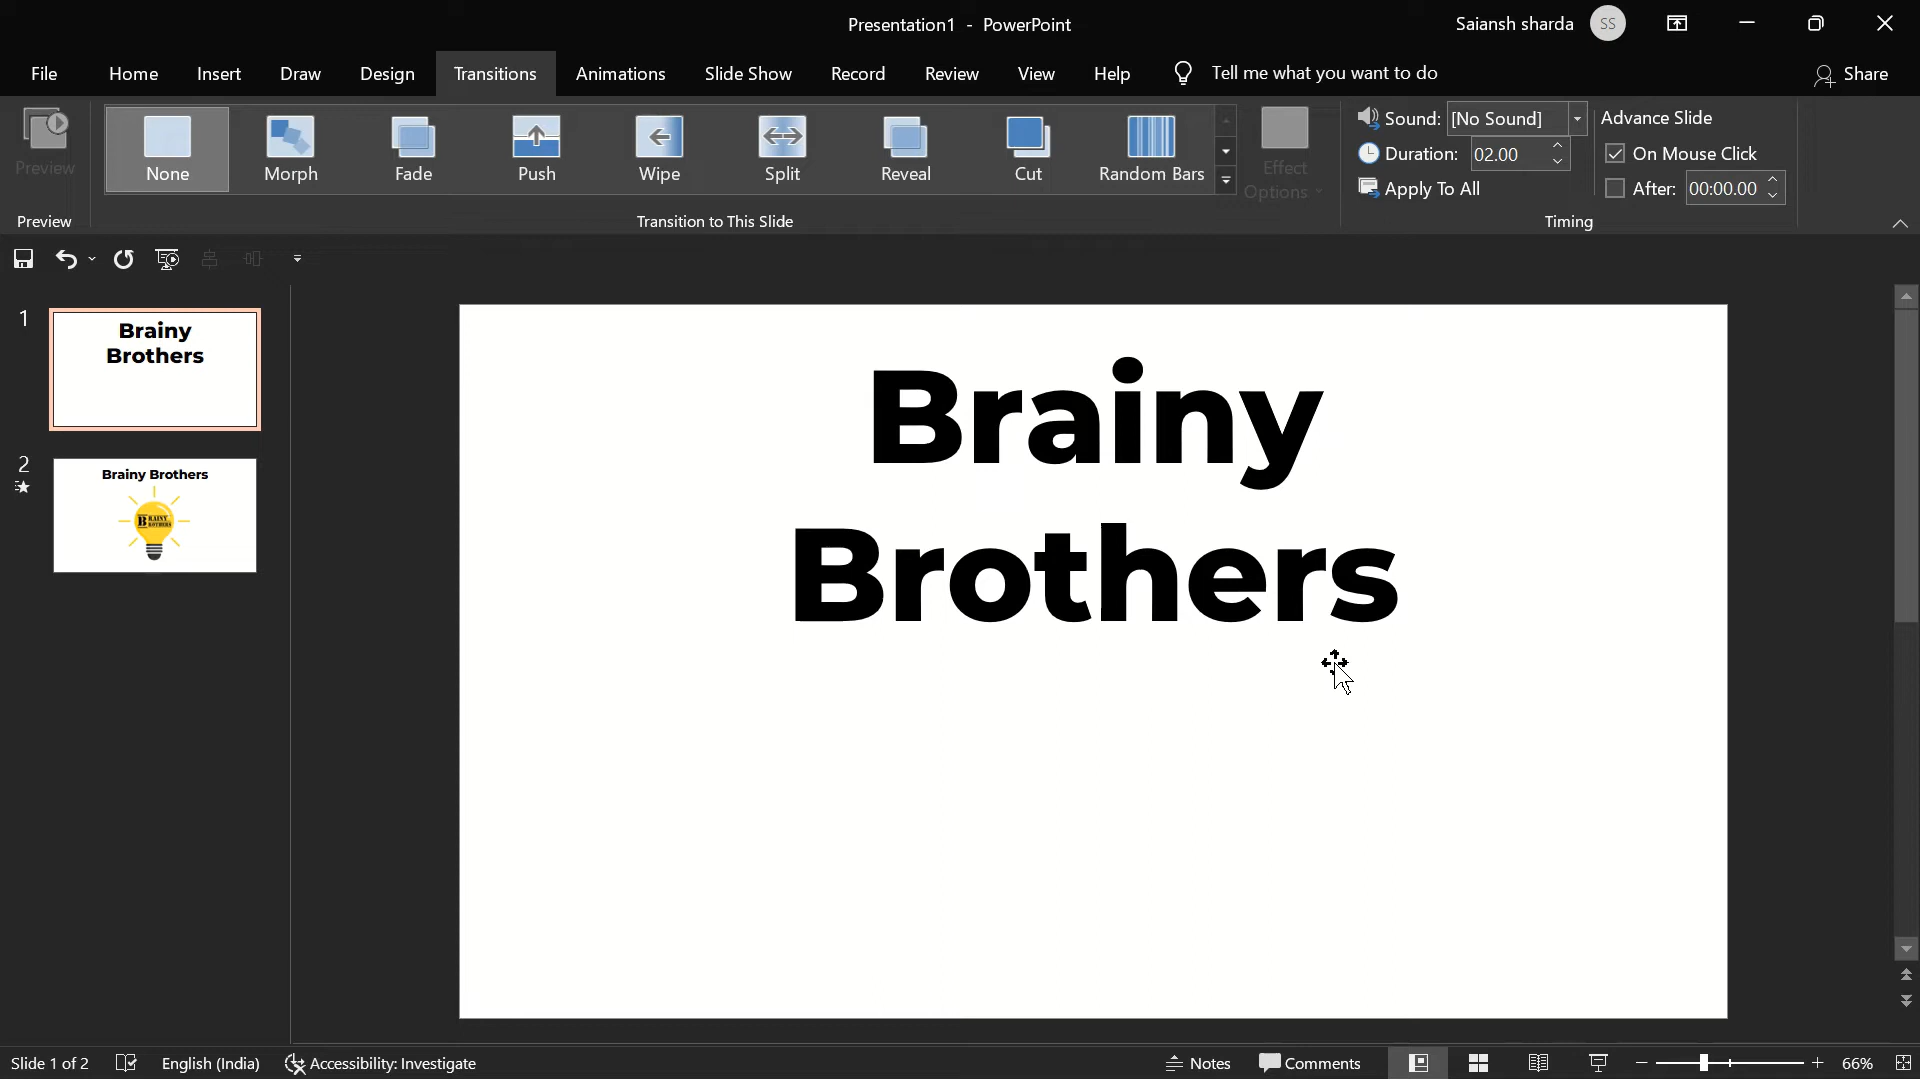 Presentation1 - PowerPoint
Saiansh sharda
SS
File
Home
Insert
Draw
Design
Transitions
Animations
Slide Show
Record
Review
View
Help
Tell me what you want to do
Share
Preview
None
Morph
Fade
Push
Wipe
Split
Reveal
Cut
Random Bars
Effect
Options
Sound: [No Sound]
Duration: 02.00
Apply To All
Advance Slide
On Mouse Click
After: 00:00.00
Preview
Transition to This Slide
Timing
1
Brainy
Brothers
2
Brainy Brothers
BRAINY
BROTHERS
Brainy
Brothers
Slide 1 of 2
English (India)
Accessibility: Investigate
Notes
Comments
66%